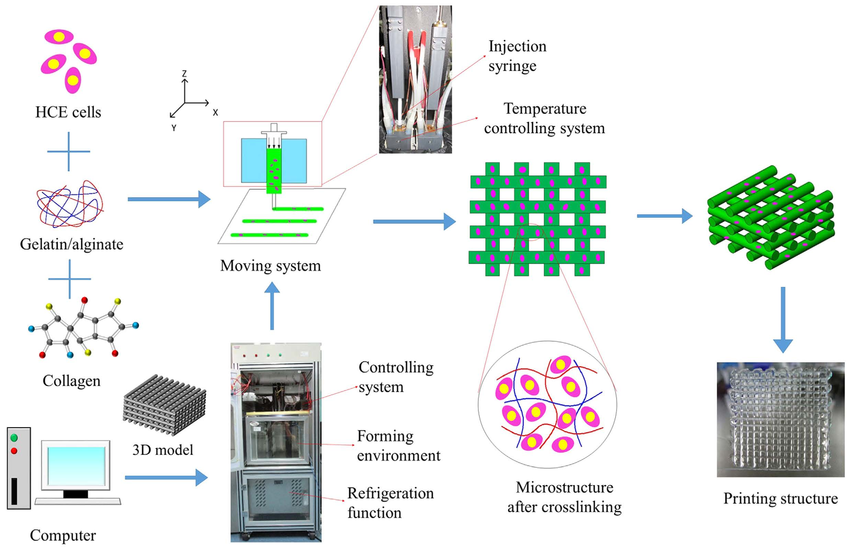 HCE cells
Gelatin/alginate
Collagen
Computer
3D model
Z
X
Y
Moving system
Injection
syringe
Temperature
controlling system
Controlling
system
Forming
environment
Refrigeration
function
Microstructure
after crosslinking
Printing structure